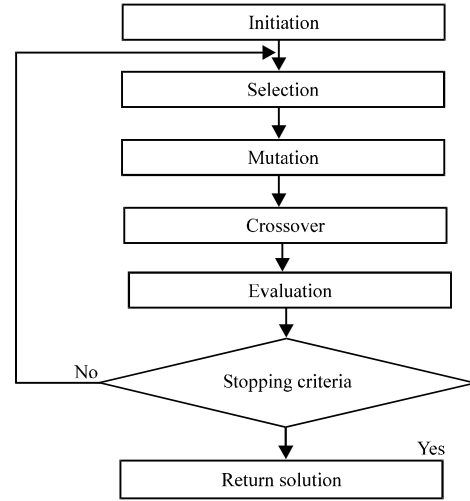 Initiation
Selection
Mutation
Crossover
Evaluation
No
Stopping criteria
Yes
Return solution